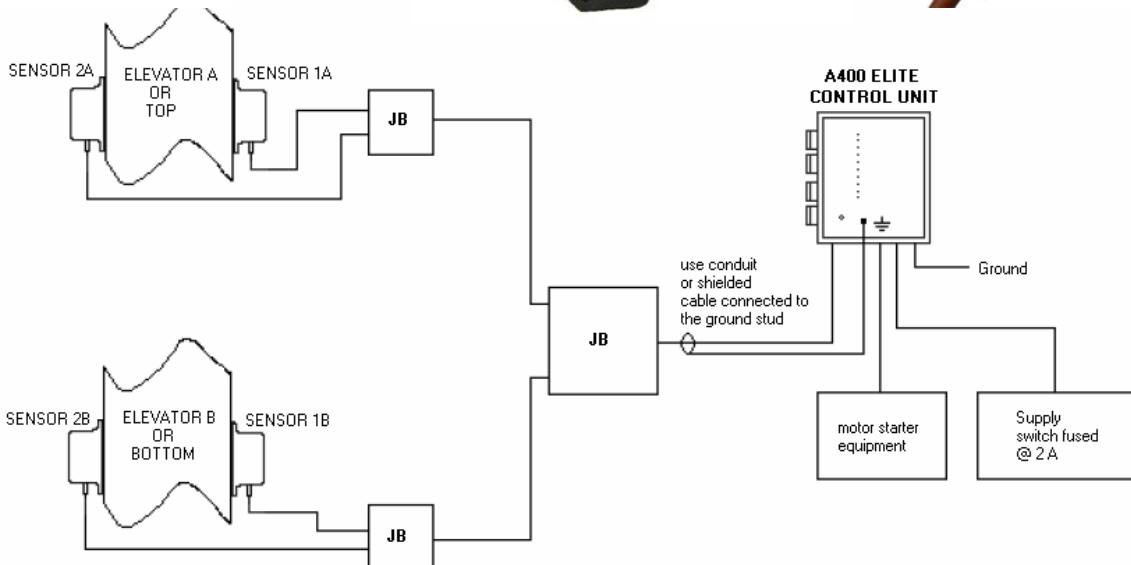 SENSOR 2A
ELEVATOR A
OR
TOP
SENSOR 1A
JB
A400 ELITE
CONTROL UNIT
Ground
use conduit
or shielded
cable connected to
the ground stud
JB
motor starter
equipment
Supply
switch fused
@ 2 A
SENSOR 2B
ELEVATOR B
OR
BOTTOM
SENSOR 1B
JB